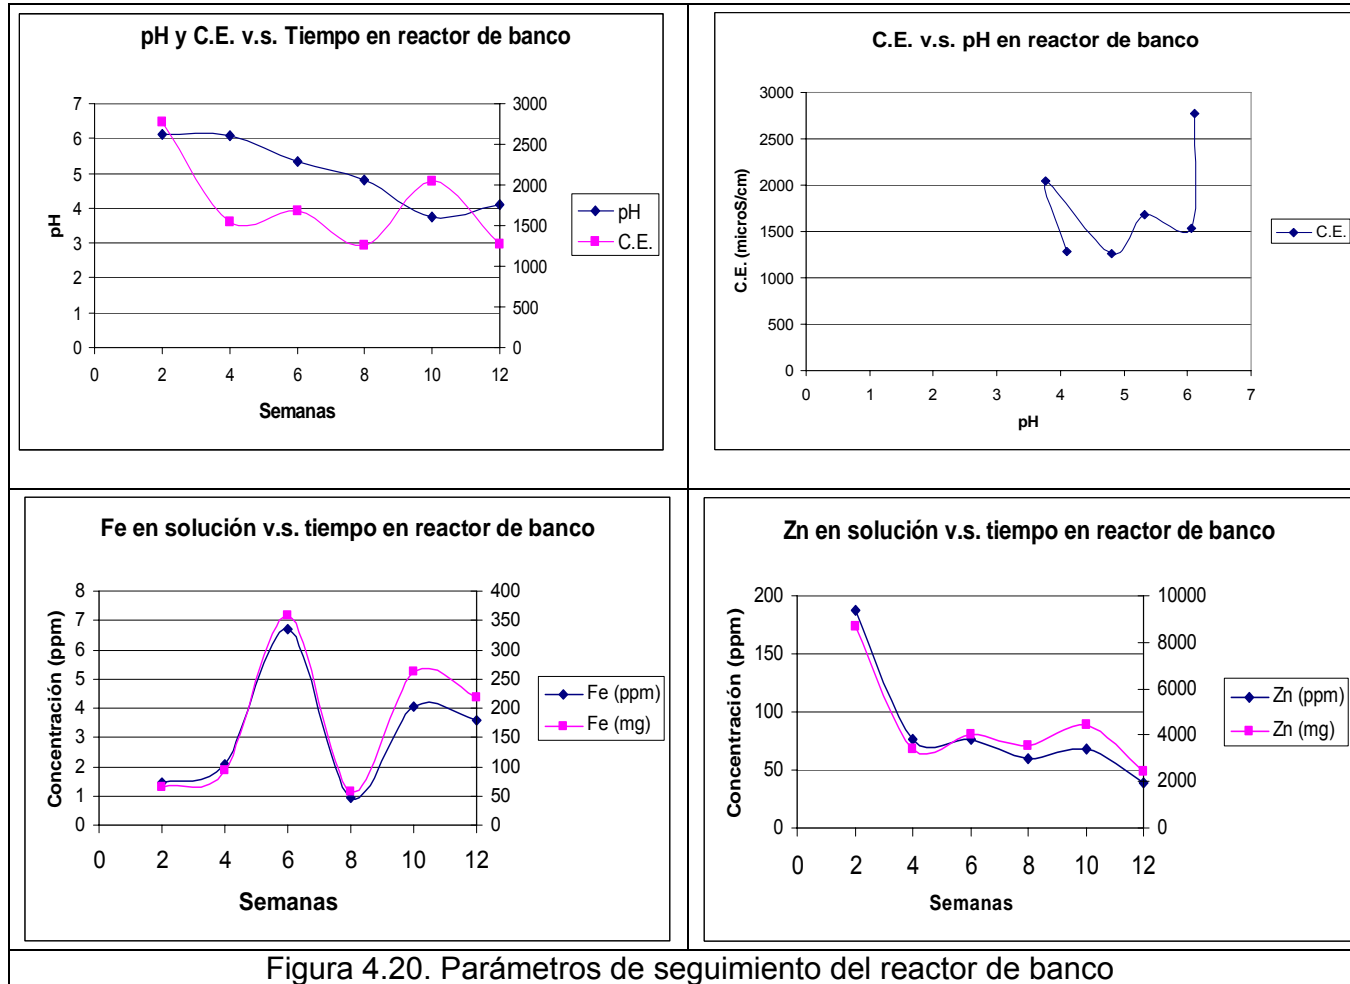 pH y C.E. v.s. Tiempo en reactor de banco
7
6
5
4
3
2
1
0
3000
2500
2000
1500
1000
500
0
pH
0 2 4 6 8 10 12
Semanas
pH
C.E.
C.E. v.s. pH en reactor de banco
3000
2500
2000
1500
1000
500
0
C.E. (microS/cm)
0 1 2 3 4 5 6 7
pH
C.E.
Fe en solución v.s. tiempo en reactor de banco
8
7
6
5
4
3
2
1
0
400
350
300
250
200
150
100
50
0
Concentración (ppm)
0 2 4 6 8 10 12
Semanas
Fe (ppm)
Fe (mg)
Zn en solución v.s. tiempo en reactor de banco
200
150
100
50
0
10000
8000
6000
4000
2000
0
Concentración (ppm)
0 2 4 6 8 10 12
Semanas
Zn (ppm)
Zn (mg)
Figura 4.20. Parámetros de seguimiento del reactor de banco